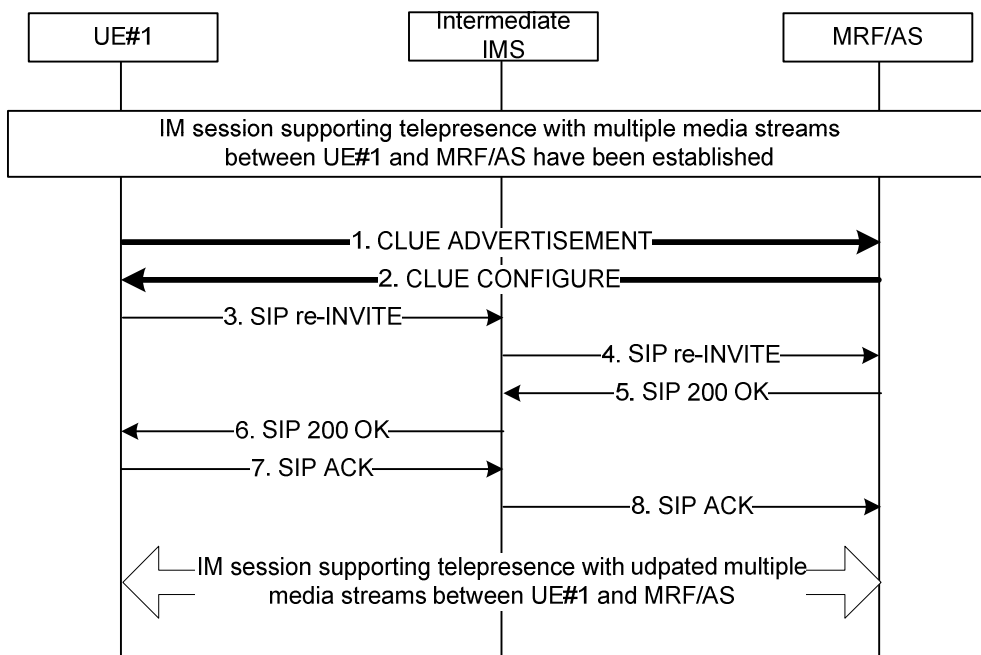 UE#1
Intermediate
IMS
MRF/AS
IM session supporting telepresence with multiple media streams
between UE#1 and MRF/AS have been established
1. CLUE ADVERTISEMENT
2. CLUE CONFIGURE
3. SIP re-INVITE
4. SIP re-INVITE
5. SIP 200 OK
6. SIP 200 OK
7. SIP ACK
8. SIP ACK
IM session supporting telepresence with udpated multiple
media streams between UE#1 and MRF/AS